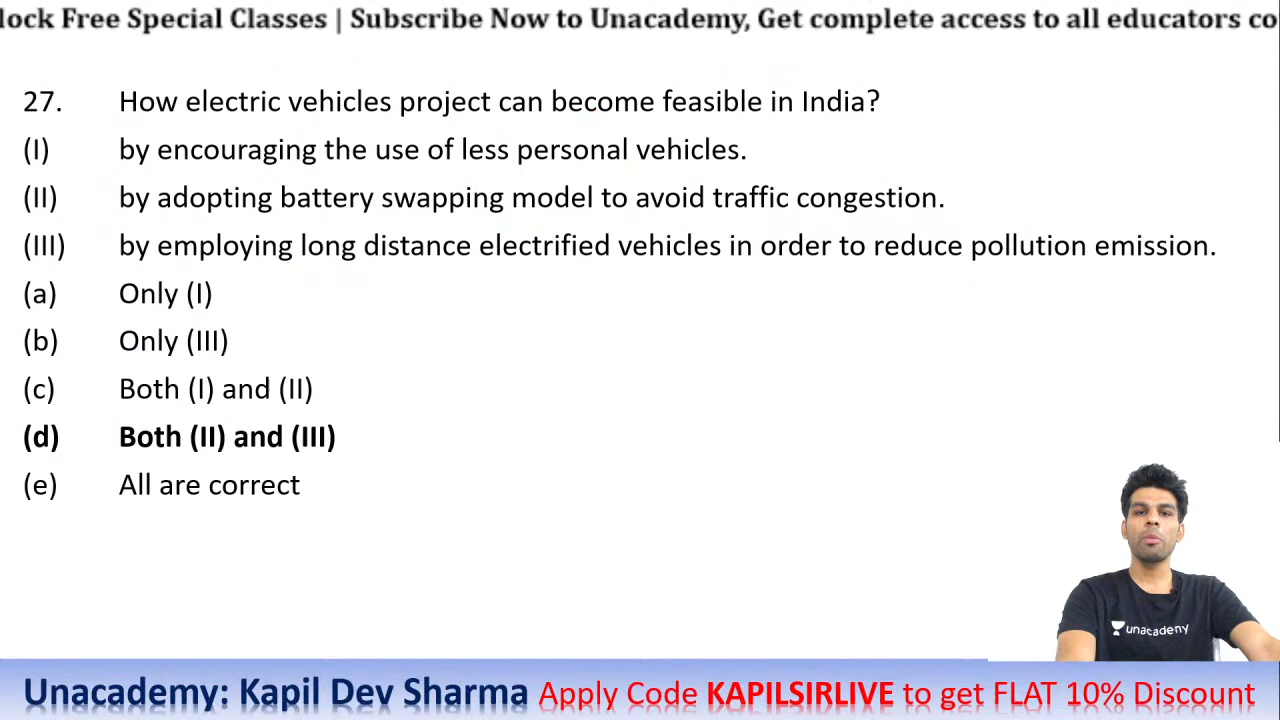 lock Free Special Classes | Subscribe Now to Unacademy, Get complete access to all educators co
27. How electric vehicles project can become feasible in India?
(I) by encouraging the use of less personal vehicles.
(II) by adopting battery swapping model to avoid traffic congestion.
(III) by employing long distance electrified vehicles in order to reduce pollution emission.
(a) Only (I)
(b) Only (III)
(c) Both (I) and (II)
(d) Both (II) and (III)
(e) All are correct
unacademy
Unacademy: Kapil Dev Sharma Apply Code KAPILSIRLIVE to get FLAT 10% Discount